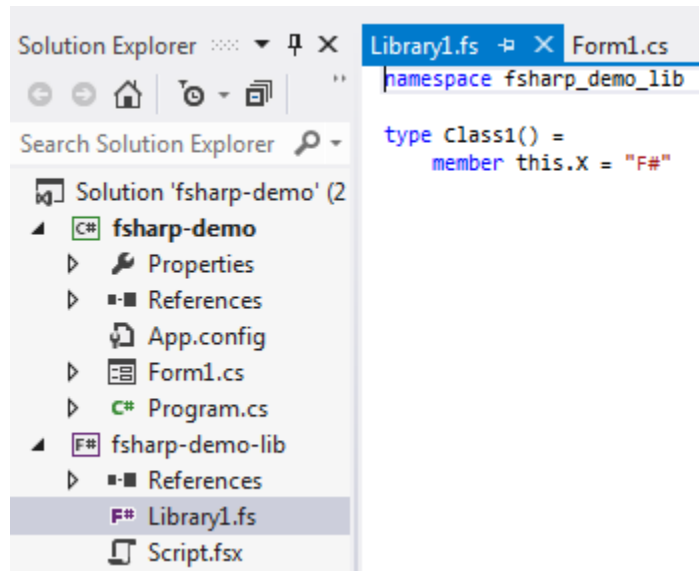 Solution Explorer
Search Solution Explorer
Solution 'fsharp-demo' (2
C# fsharp-demo
Properties
References
App.config
Form1.cs
C# Program.cs
F# fsharp-demo-lib
References
F# Library1.fs
Script.fsx
Library1.fs Form1.cs
namespace fsharp_demo_lib
type Class1() =
member this.X = "F#"